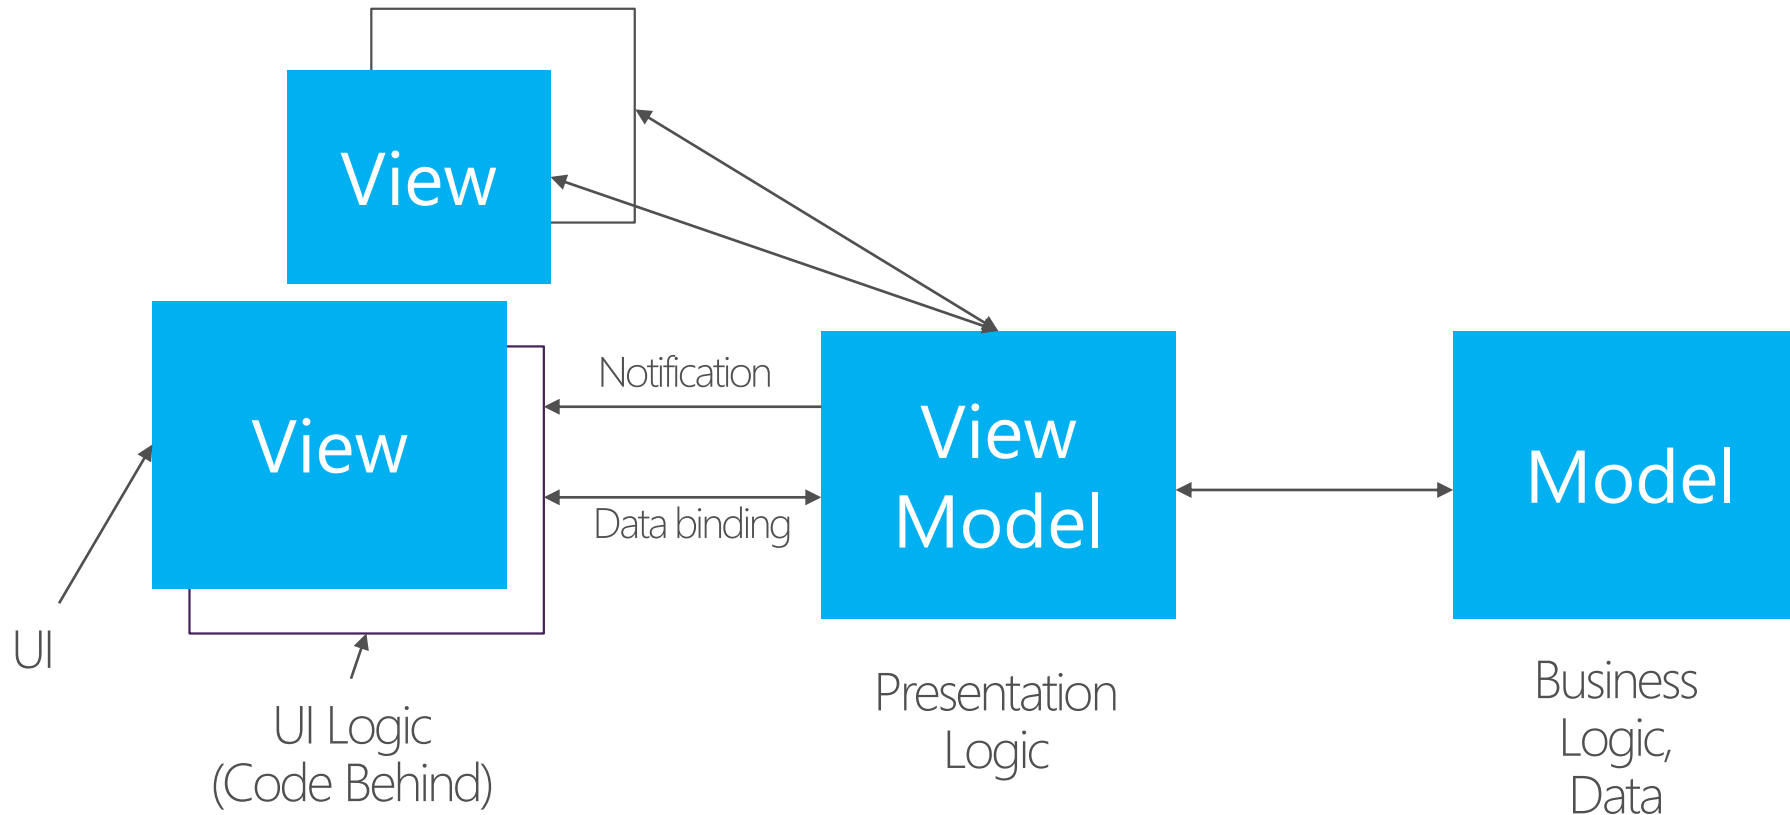 View
View
Notification
Data binding
View
Model
Model
UI
UI Logic
(Code Behind)
Presentation
Logic
Business
Logic,
Data